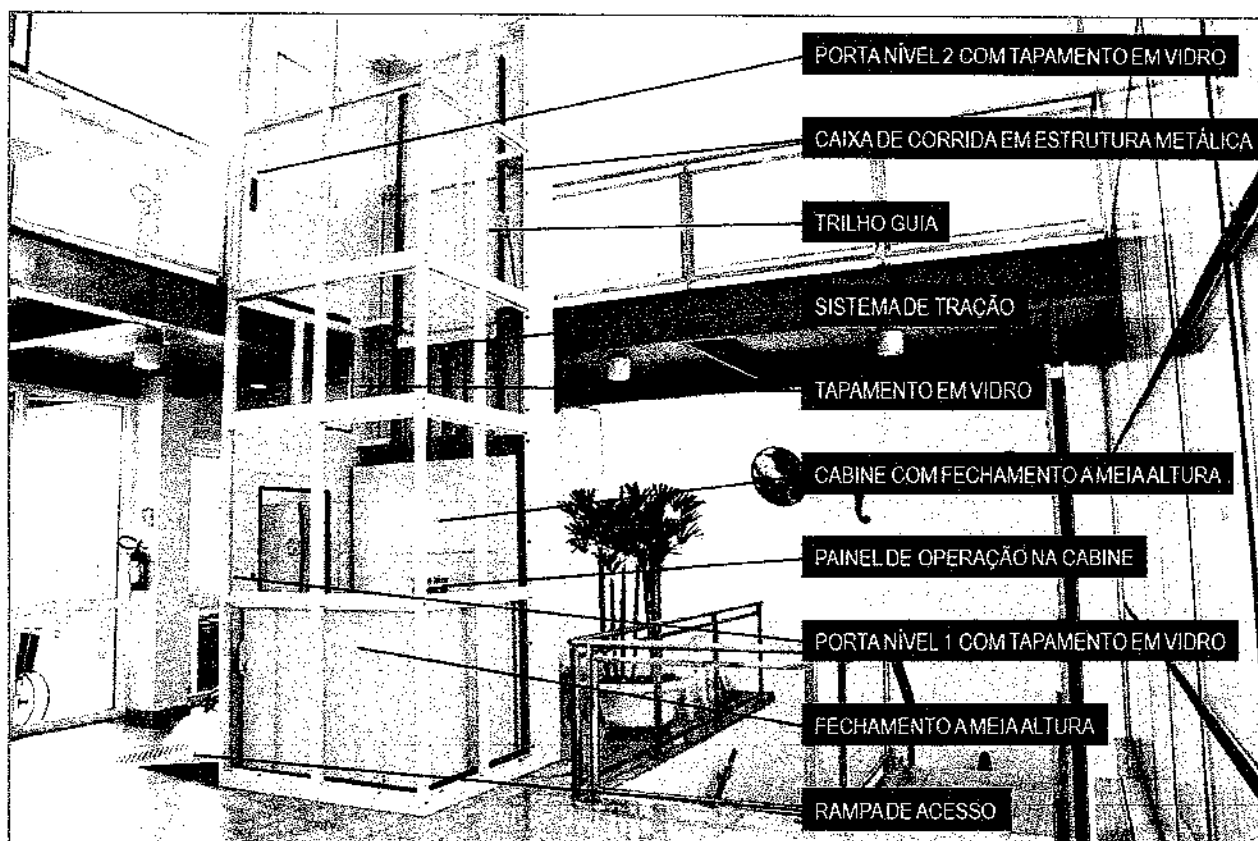 PORTA NÍVEL 2 COM TAPAMENTO EM VIDRO
CAIXA DE CORRIDA EM ESTRUTURA METÁLICA
TRILHO GUIA
SISTEMA DE TRAÇÃO
TAPAMENTO EM VIDRO
CABINE COM FECHAMENTO A MEIA ALTURA
PAINEL DE OPERAÇÃO NA CABINE
PORTA NÍVEL 1 COM TAPAMENTO EM VIDRO
FECHAMENTO A MEIA ALTURA
RAMPA DE ACESSO